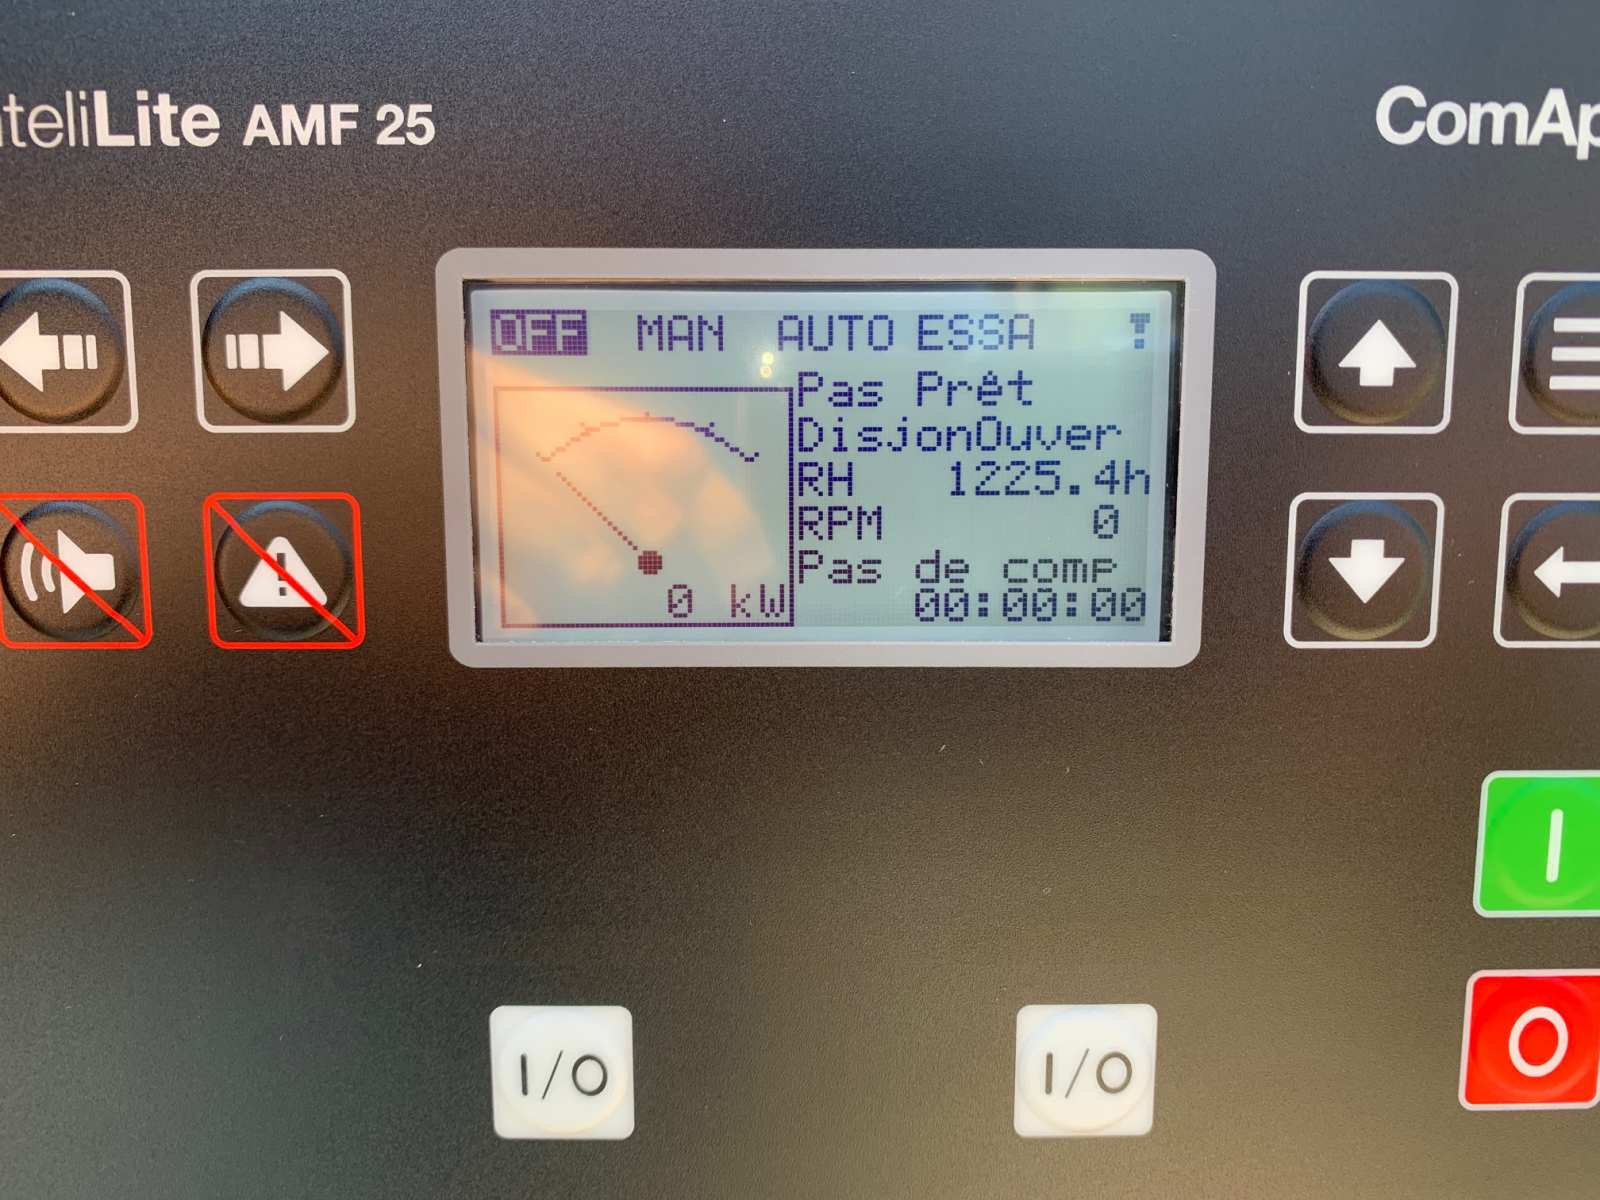 nteliLite AMF 25
ComAp
OFF MAN AUTO ESSA
Pas Prêt
DisjonOuver
RH 1225.4h
RPM 0
Pas de comp
00:00:00
0 kW
I
O
I/O
I/O